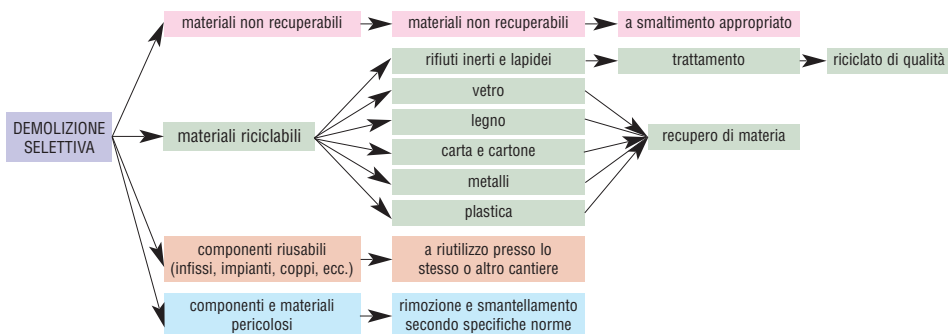 DEMOLIZIONE
SELETTIVA
materiali non recuperabili
materiali non recuperabili
a smaltimento appropriato
materiali riciclabili
rifiuti inerti e lapidei
trattamento
riciclato di qualità
vetro
legno
carta e cartone
metalli
plastica
recupero di materia
componenti riusabili
(infissi, impianti, coppi, ecc.)
a riutilizzo presso lo
stesso o altro cantiere
componenti e materiali
pericolosi
rimozione e smantellamento
secondo specifiche norme